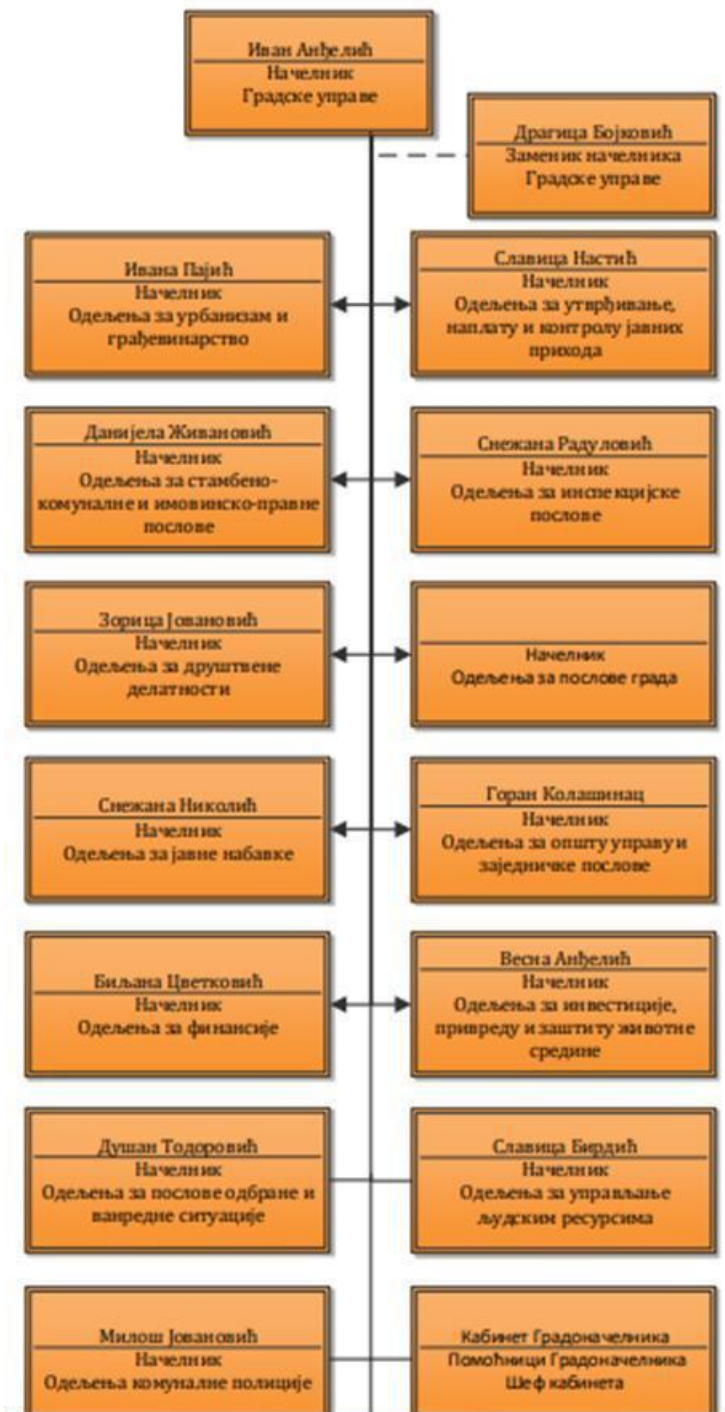 Иван Анђелић
Начелник
Градске управе
Драгица Бојковић
Заменик начелника
Градске управе
Ивана Пајић
Начелник
Одељења за урбанизам и
грађевинарство
Славица Настић
Начелник
Одељења за утврђивање,
наплату и контролу јавних
прихода
Данијела Живановић
Начелник
Одељења за стамбено-
комуналне и имовинско-правне
послове
Снежана Радуловић
Начелник
Одељења за инспекцијске
послове
Зорица Јовановић
Начелник
Одељења за друштвене
делатности
Начелник
Одељења за послове града
Снежана Николић
Начелник
Одељења за јавне набавке
Горан Колашинац
Начелник
Одељења за општу управу и
заједничке послове
Биљана Цветковић
Начелник
Одељења за финансије
Весна Анђелић
Начелник
Одељења за инвестиције,
привреду и заштиту животне
средине
Душан Тодоровић
Начелник
Одељења за послове одбране и
ванредне ситуације
Славица Бирдић
Начелник
Одељења за управљање
људским ресурсима
Милош Јовановић
Начелник
Одељења комуналне полиције
Кабинет Градоначелника
Помоћници Градоначелника
Шеф кабинета